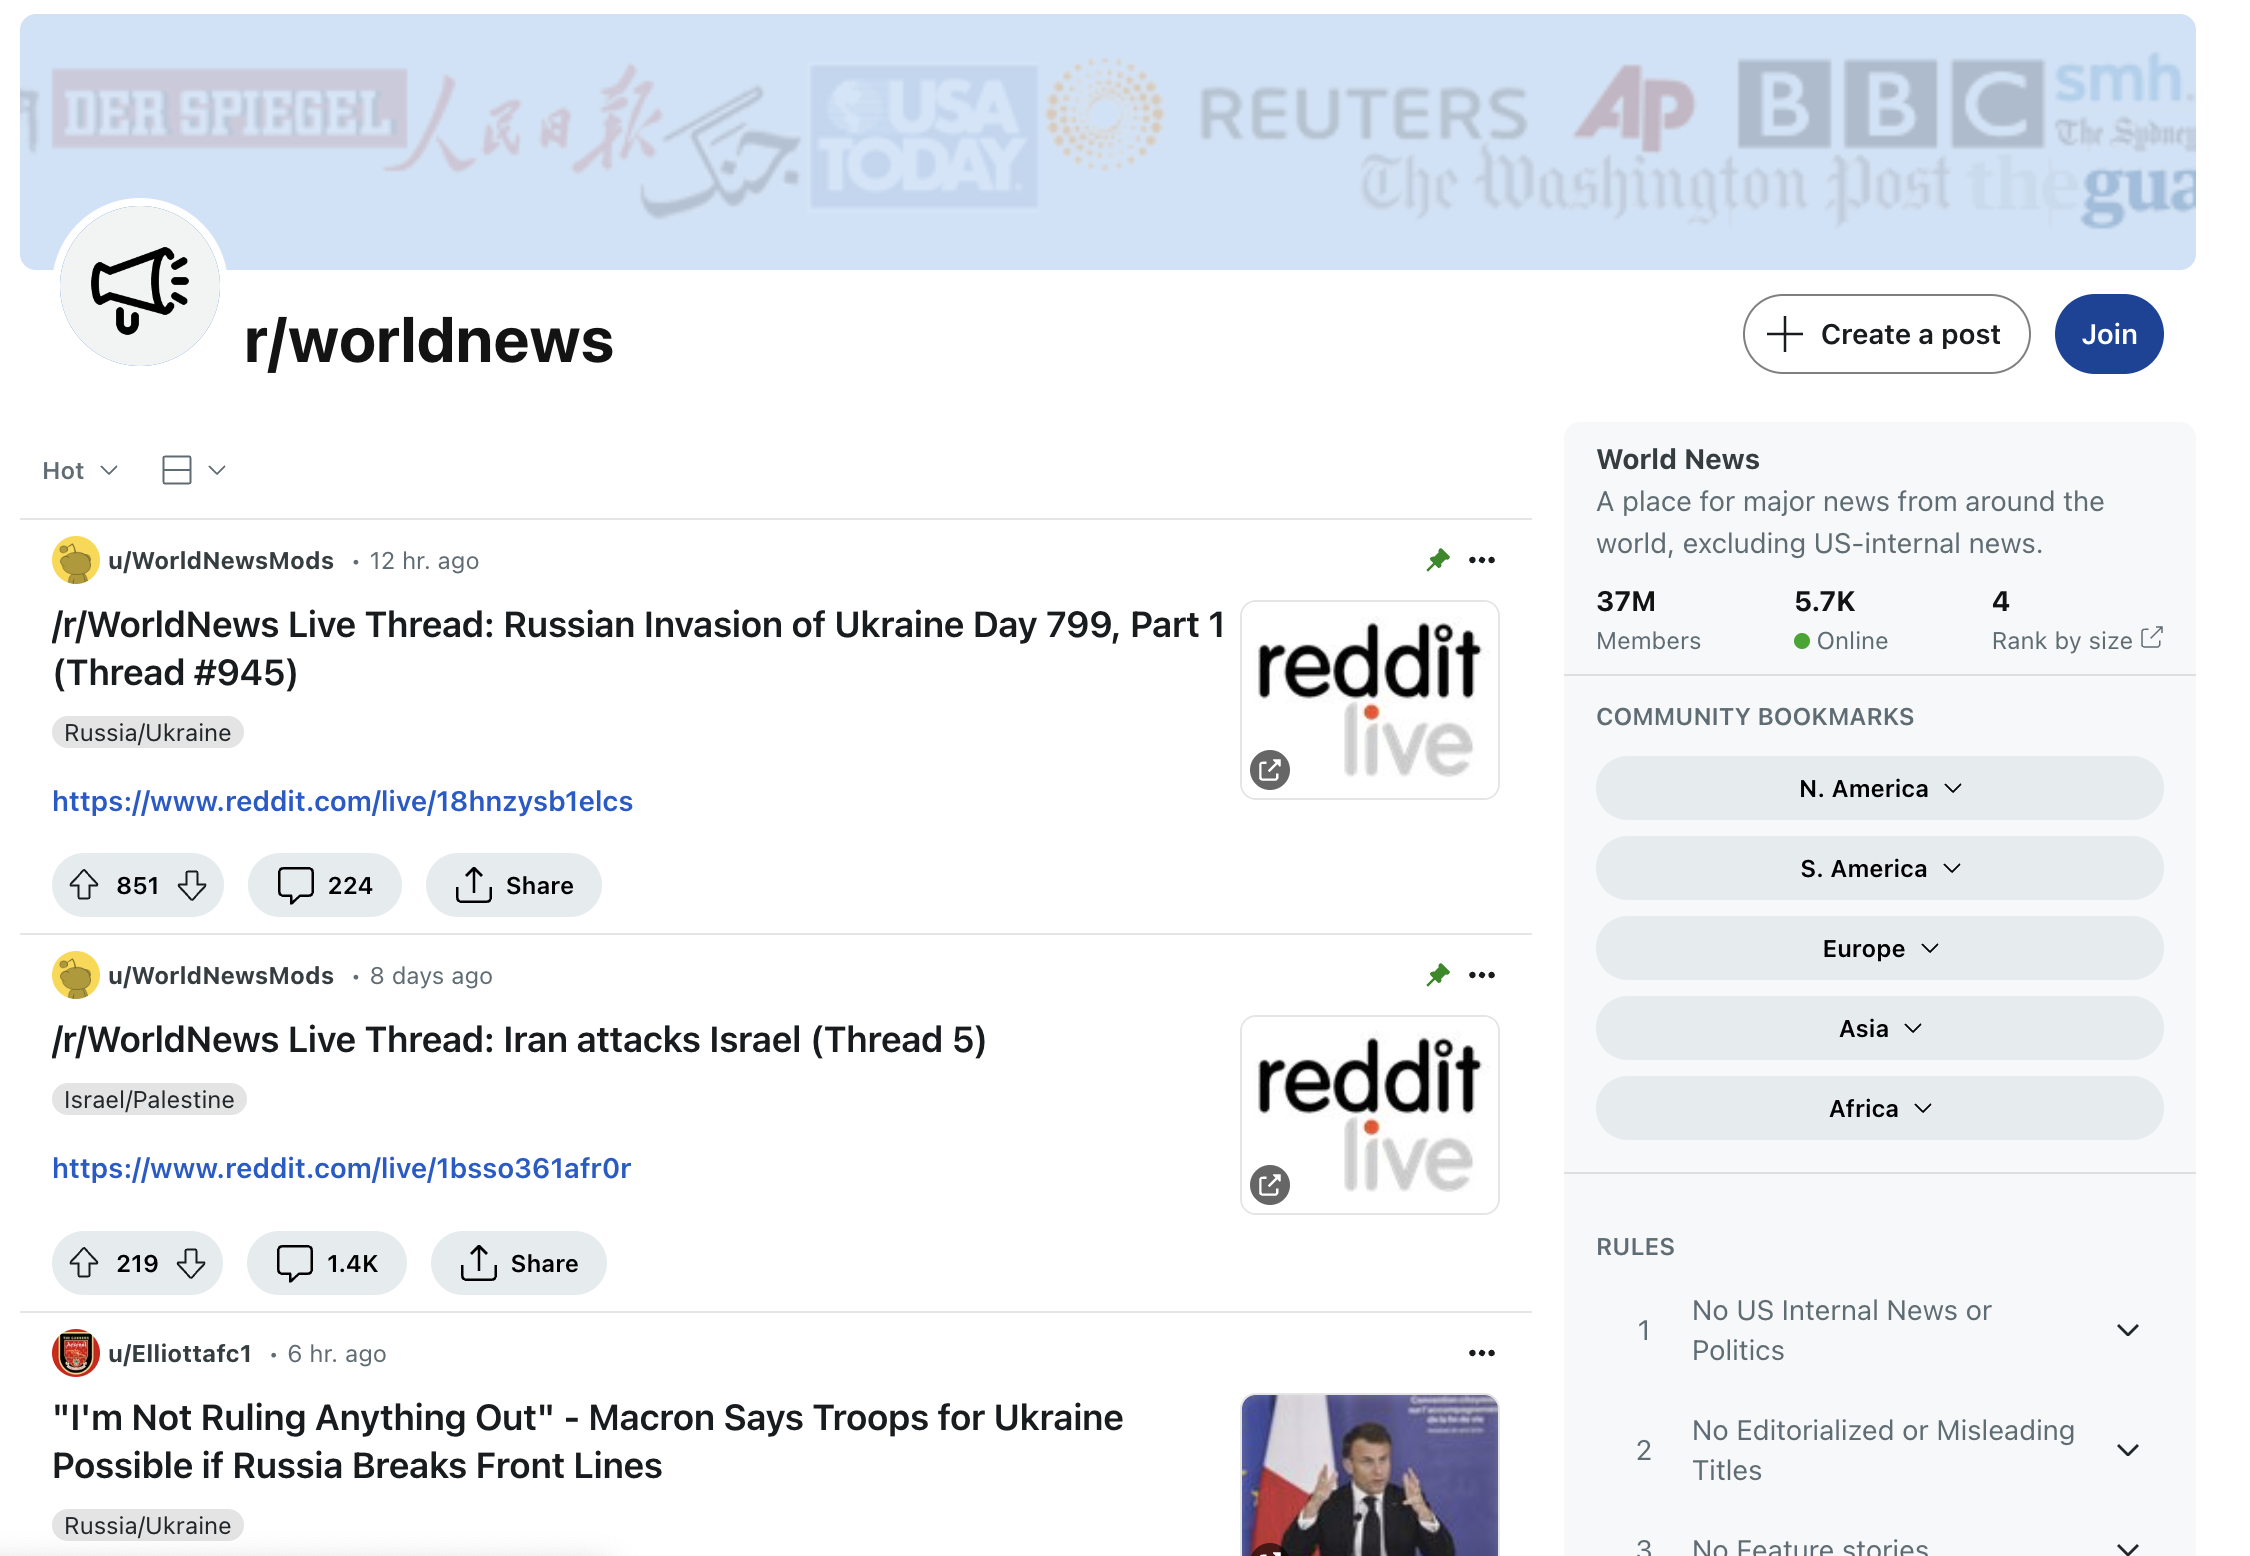 DER SPIEGEL
人民日报
جنگ
USA
TODAY
REUTERS
AP
BBC
smh.
The Sydney
The Washington Post
thegua
r/worldnews
Create a post
Join
Hot
u/WorldNewsMods • 12 hr. ago
/r/WorldNews Live Thread: Russian Invasion of Ukraine Day 799, Part 1
(Thread #945)
Russia/Ukraine
https://www.reddit.com/live/18hnzysb1elcs
reddit
live
851
224
Share
u/WorldNewsMods • 8 days ago
/r/WorldNews Live Thread: Iran attacks Israel (Thread 5)
Israel/Palestine
https://www.reddit.com/live/1bsso361afr0r
reddit
live
219
1.4K
Share
u/Elliottafc1 • 6 hr. ago
"I'm Not Ruling Anything Out" - Macron Says Troops for Ukraine
Possible if Russia Breaks Front Lines
Russia/Ukraine
World News
A place for major news from around the
world, excluding US-internal news.
37M 5.7K 4
Members Online Rank by size
COMMUNITY BOOKMARKS
N. America
S. America
Europe
Asia
Africa
RULES
1 No US Internal News or
Politics
2 No Editorialized or Misleading
Titles
3 No Feature stories